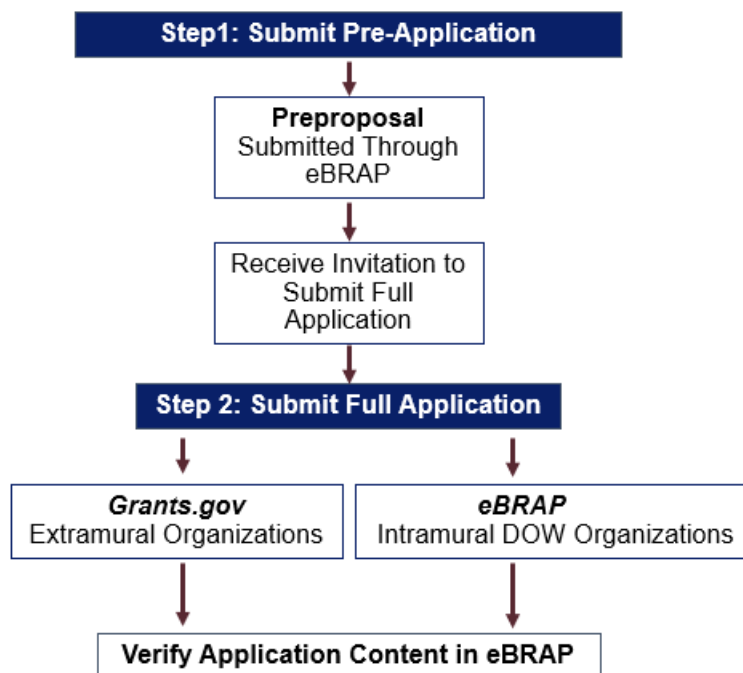 Step1: Submit Pre-Application
Preproposal
Submitted Through
eBRAP
Receive Invitation to
Submit Full
Application
Step 2: Submit Full Application
Grants.gov
Extramural Organizations
eBRAP
Intramural DOW Organizations
Verify Application Content in eBRAP